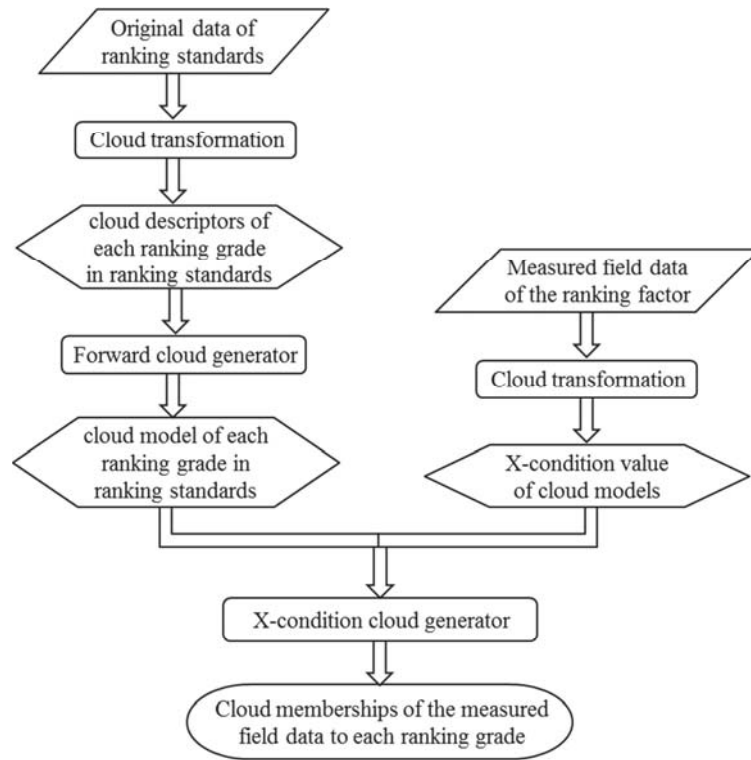 Original data of
ranking standards
Cloud transformation
cloud descriptors of
each ranking grade
in ranking standards
Forward cloud generator
cloud model of each
ranking grade in
ranking standards
Measured field data
of the ranking factor
Cloud transformation
X-condition value
of cloud models
X-condition cloud generator
Cloud memberships of the measured
field data to each ranking grade